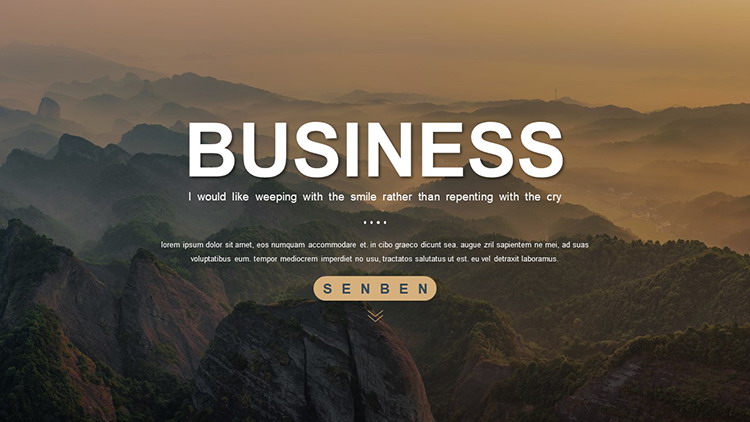 BUSINESS
I would like weeping with the smile rather than repenting with the cry
lorem ipsum dolor sit amet, eos numquam accommodare et. in cibo graeco dicunt sea. augue zril sapientem ne mei, ad suas
voluptatibus eum. tempor mediocrem imperdiet no usu, tractatos salutatus ut est. eu vel detraxit laboramus.
SENBEN